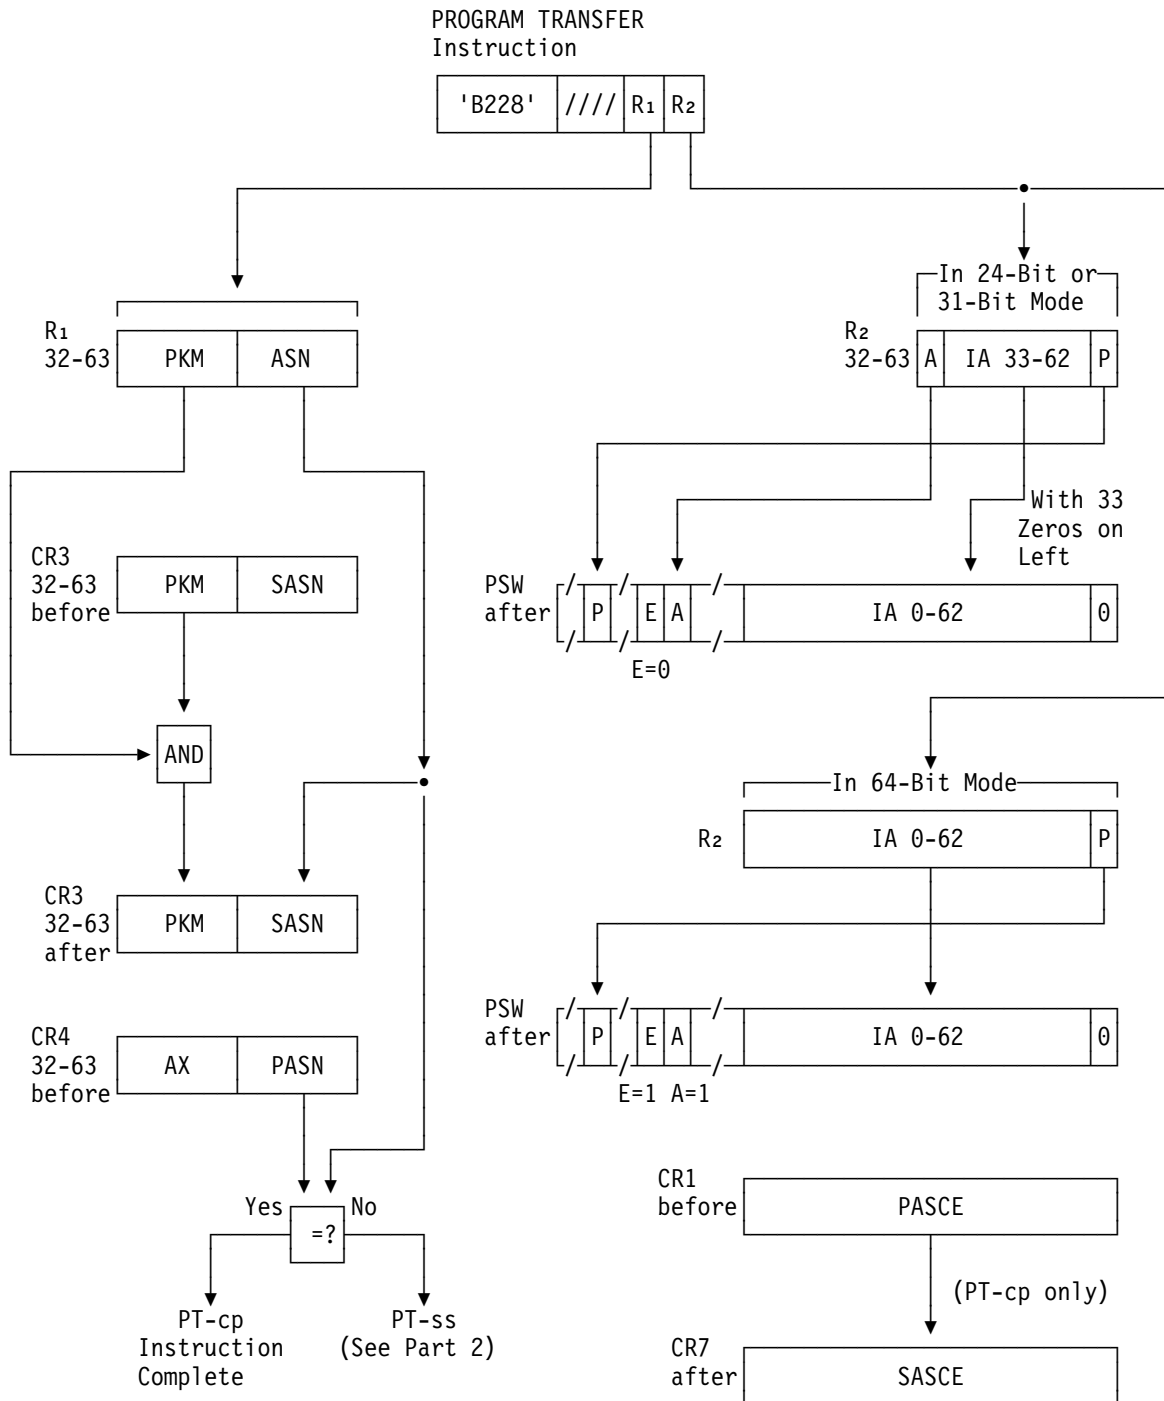 PROGRAM TRANSFER
Instruction
'B228' //// R1 R2
In 24-Bit or
31-Bit Mode
R1
32-63
PKM ASN
R2
32-63
A IA 33-62 P
With 33
Zeros on
Left
CR3
32-63
before
PKM SASN
PSW
after
P E A IA 0-62 0
E=0
AND
In 64-Bit Mode
R2 IA 0-62 P
CR3
32-63
after
PKM SASN
PSW
after
P E A IA 0-62 0
E=1 A=1
CR4
32-63
before
AX PASN
CR1
before
PASCE
Yes No
=?
(PT-cp only)
PT-cp
Instruction
Complete
PT-ss
(See Part 2)
CR7
after
SASCE